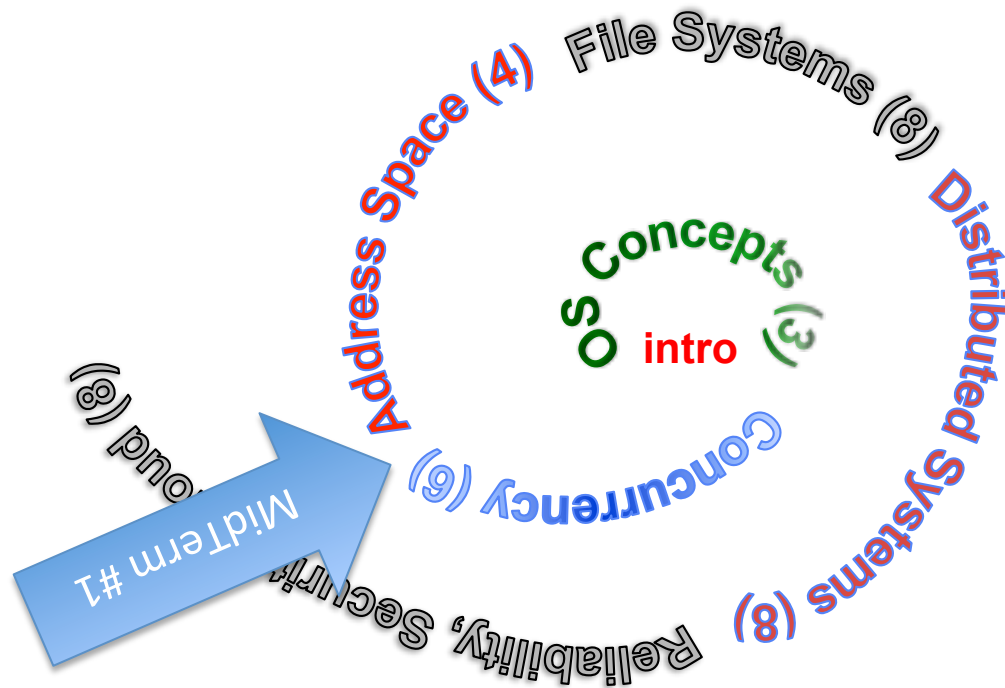 intro
OS Concepts (3)
Concurrency (6)
Address Space (4)
File Systems (8)
Distributed Systems (8)
Reliability, Securit
oud (8)
MidTerm #1